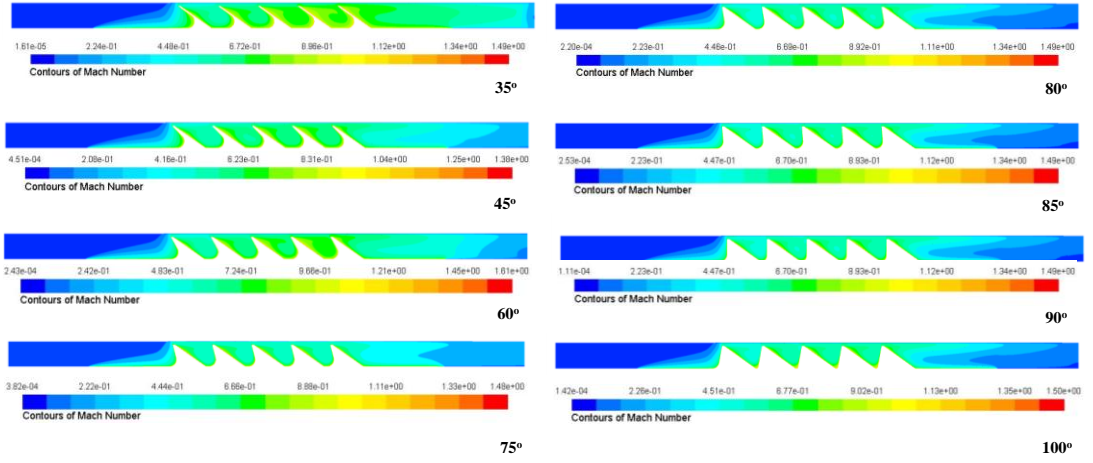 1.61e-05 2.24e-01 4.48e-01 6.72e-01 8.96e-01 1.12e+00 1.34e+00 1.49e+00
Contours of Mach Number
35°
4.51e-04 2.08e-01 4.16e-01 6.23e-01 8.31e-01 1.04e+00 1.25e+00 1.38e+00
Contours of Mach Number
45°
2.43e-04 2.42e-01 4.83e-01 7.24e-01 9.66e-01 1.21e+00 1.45e+00 1.61e+00
Contours of Mach Number
60°
3.82e-04 2.22e-01 4.44e-01 6.66e-01 8.88e-01 1.11e+00 1.33e+00 1.48e+00
Contours of Mach Number
75°
2.20e-04 2.23e-01 4.46e-01 6.69e-01 8.92e-01 1.11e+00 1.34e+00 1.49e+00
Contours of Mach Number
80°
2.53e-04 2.23e-01 4.47e-01 6.70e-01 8.93e-01 1.12e+00 1.34e+00 1.49e+00
Contours of Mach Number
85°
1.11e-04 2.23e-01 4.47e-01 6.70e-01 8.93e-01 1.12e+00 1.34e+00 1.49e+00
Contours of Mach Number
90°
1.42e-04 2.26e-01 4.51e-01 6.77e-01 9.02e-01 1.13e+00 1.35e+00 1.50e+00
Contours of Mach Number
100°